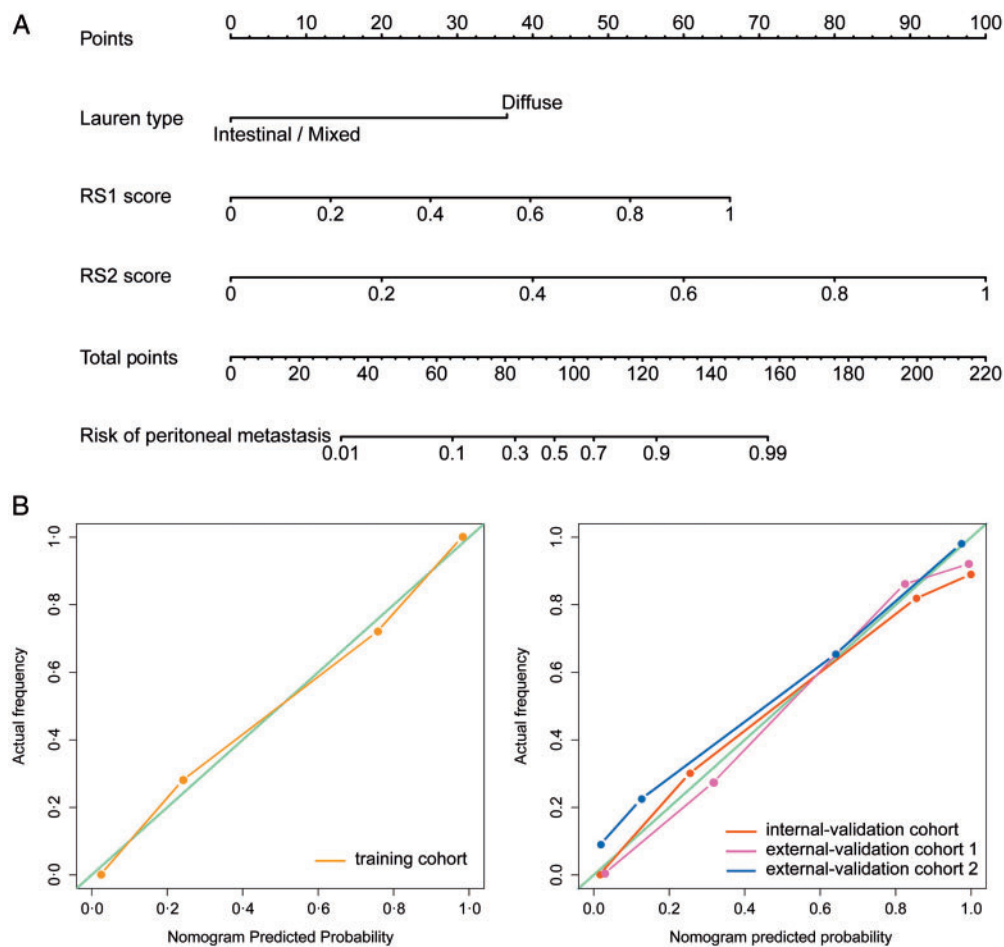 A
Points
0 10 20 30 40 50 60 70 80 90 100
Lauren type
Diffuse
Intestinal / Mixed
RS1 score
0 0.2 0.4 0.6 0.8 1
RS2 score
0 0.2 0.4 0.6 0.8 1
Total points
0 20 40 60 80 100 120 140 160 180 200 220
Risk of peritoneal metastasis
0.01 0.1 0.3 0.5 0.7 0.9 0.99
B
Actual frequency
1·0
0·8
0·6
0·4
0·2
0·0
training cohort
0·0 0·2 0·4 0·6 0·8 1·0
Nomogram Predicted Probability
Actual frequency
1.0
0.8
0.6
0.4
0.2
0.0
internal-validation cohort
external-validation cohort 1
external-validation cohort 2
0.0 0.2 0.4 0.6 0.8 1.0
Nomogram predicted probability